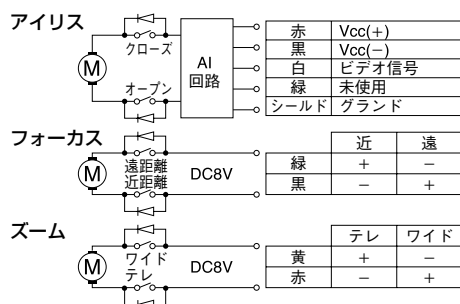 アイリス
クローズ
M
オープン
AI
回路
赤 Vcc(+)
黒 Vcc(−)
白 ビデオ信号
緑 未使用
シールド グランド
フォーカス
M
遠距離
近距離
DC8V
近 遠
緑 + −
黒 − +
ズーム
M
ワイド
テレ
DC8V
テレ ワイド
黄 + −
赤 − +